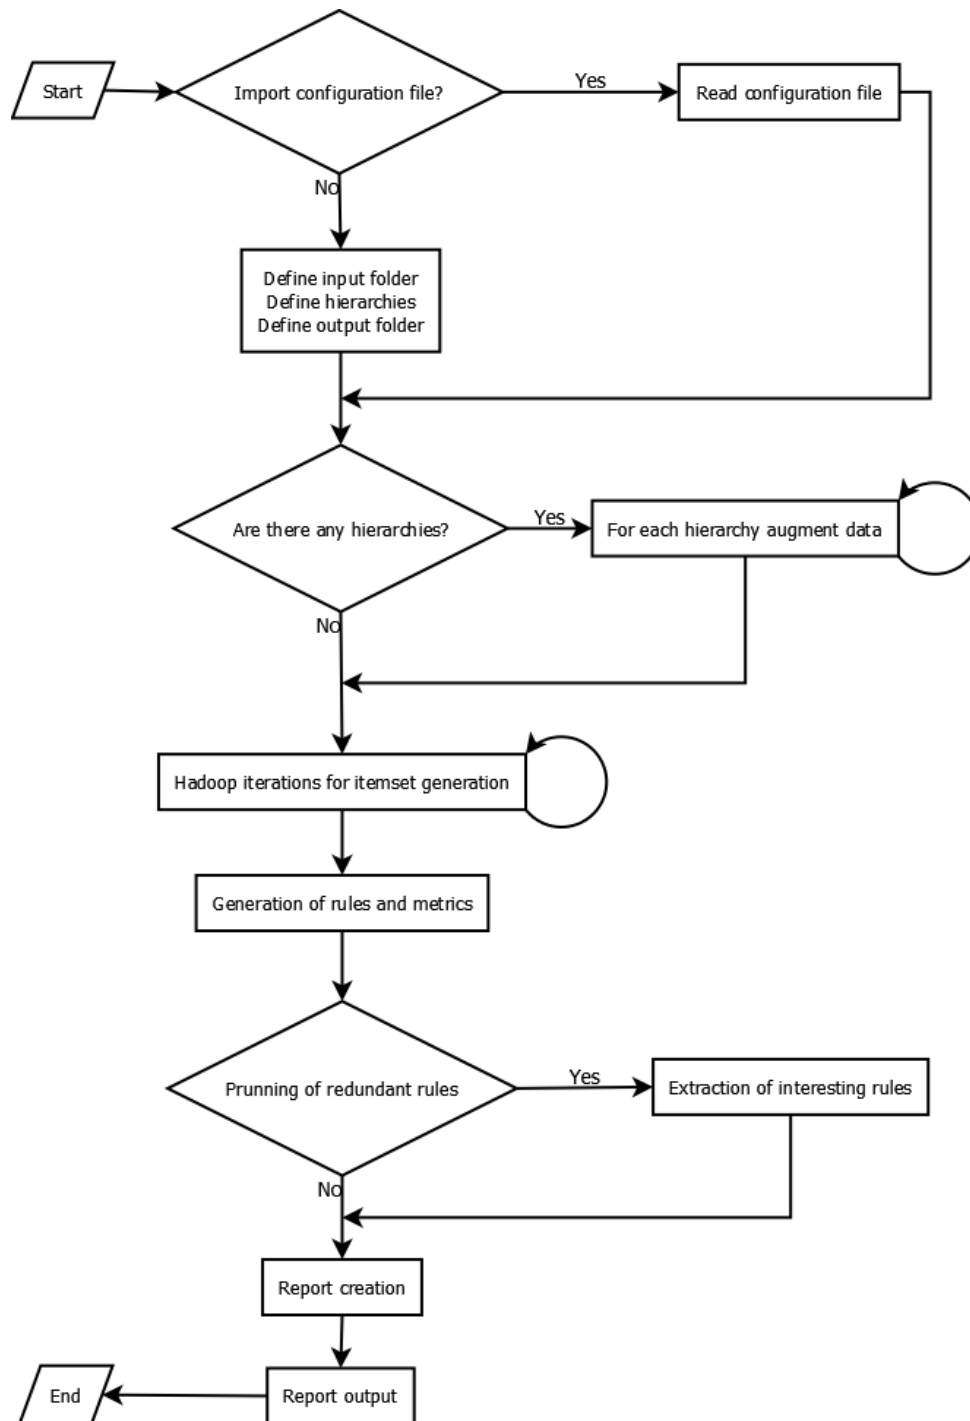 Start
Import configuration file?
Yes
Read configuration file
No
Define input folder
Define hierarchies
Define output folder
Are there any hierarchies?
Yes
For each hierarchy augment data
No
Hadoop iterations for itemset generation
Generation of rules and metrics
Prunning of redundant rules
Yes
Extraction of interesting rules
No
Report creation
Report output
End